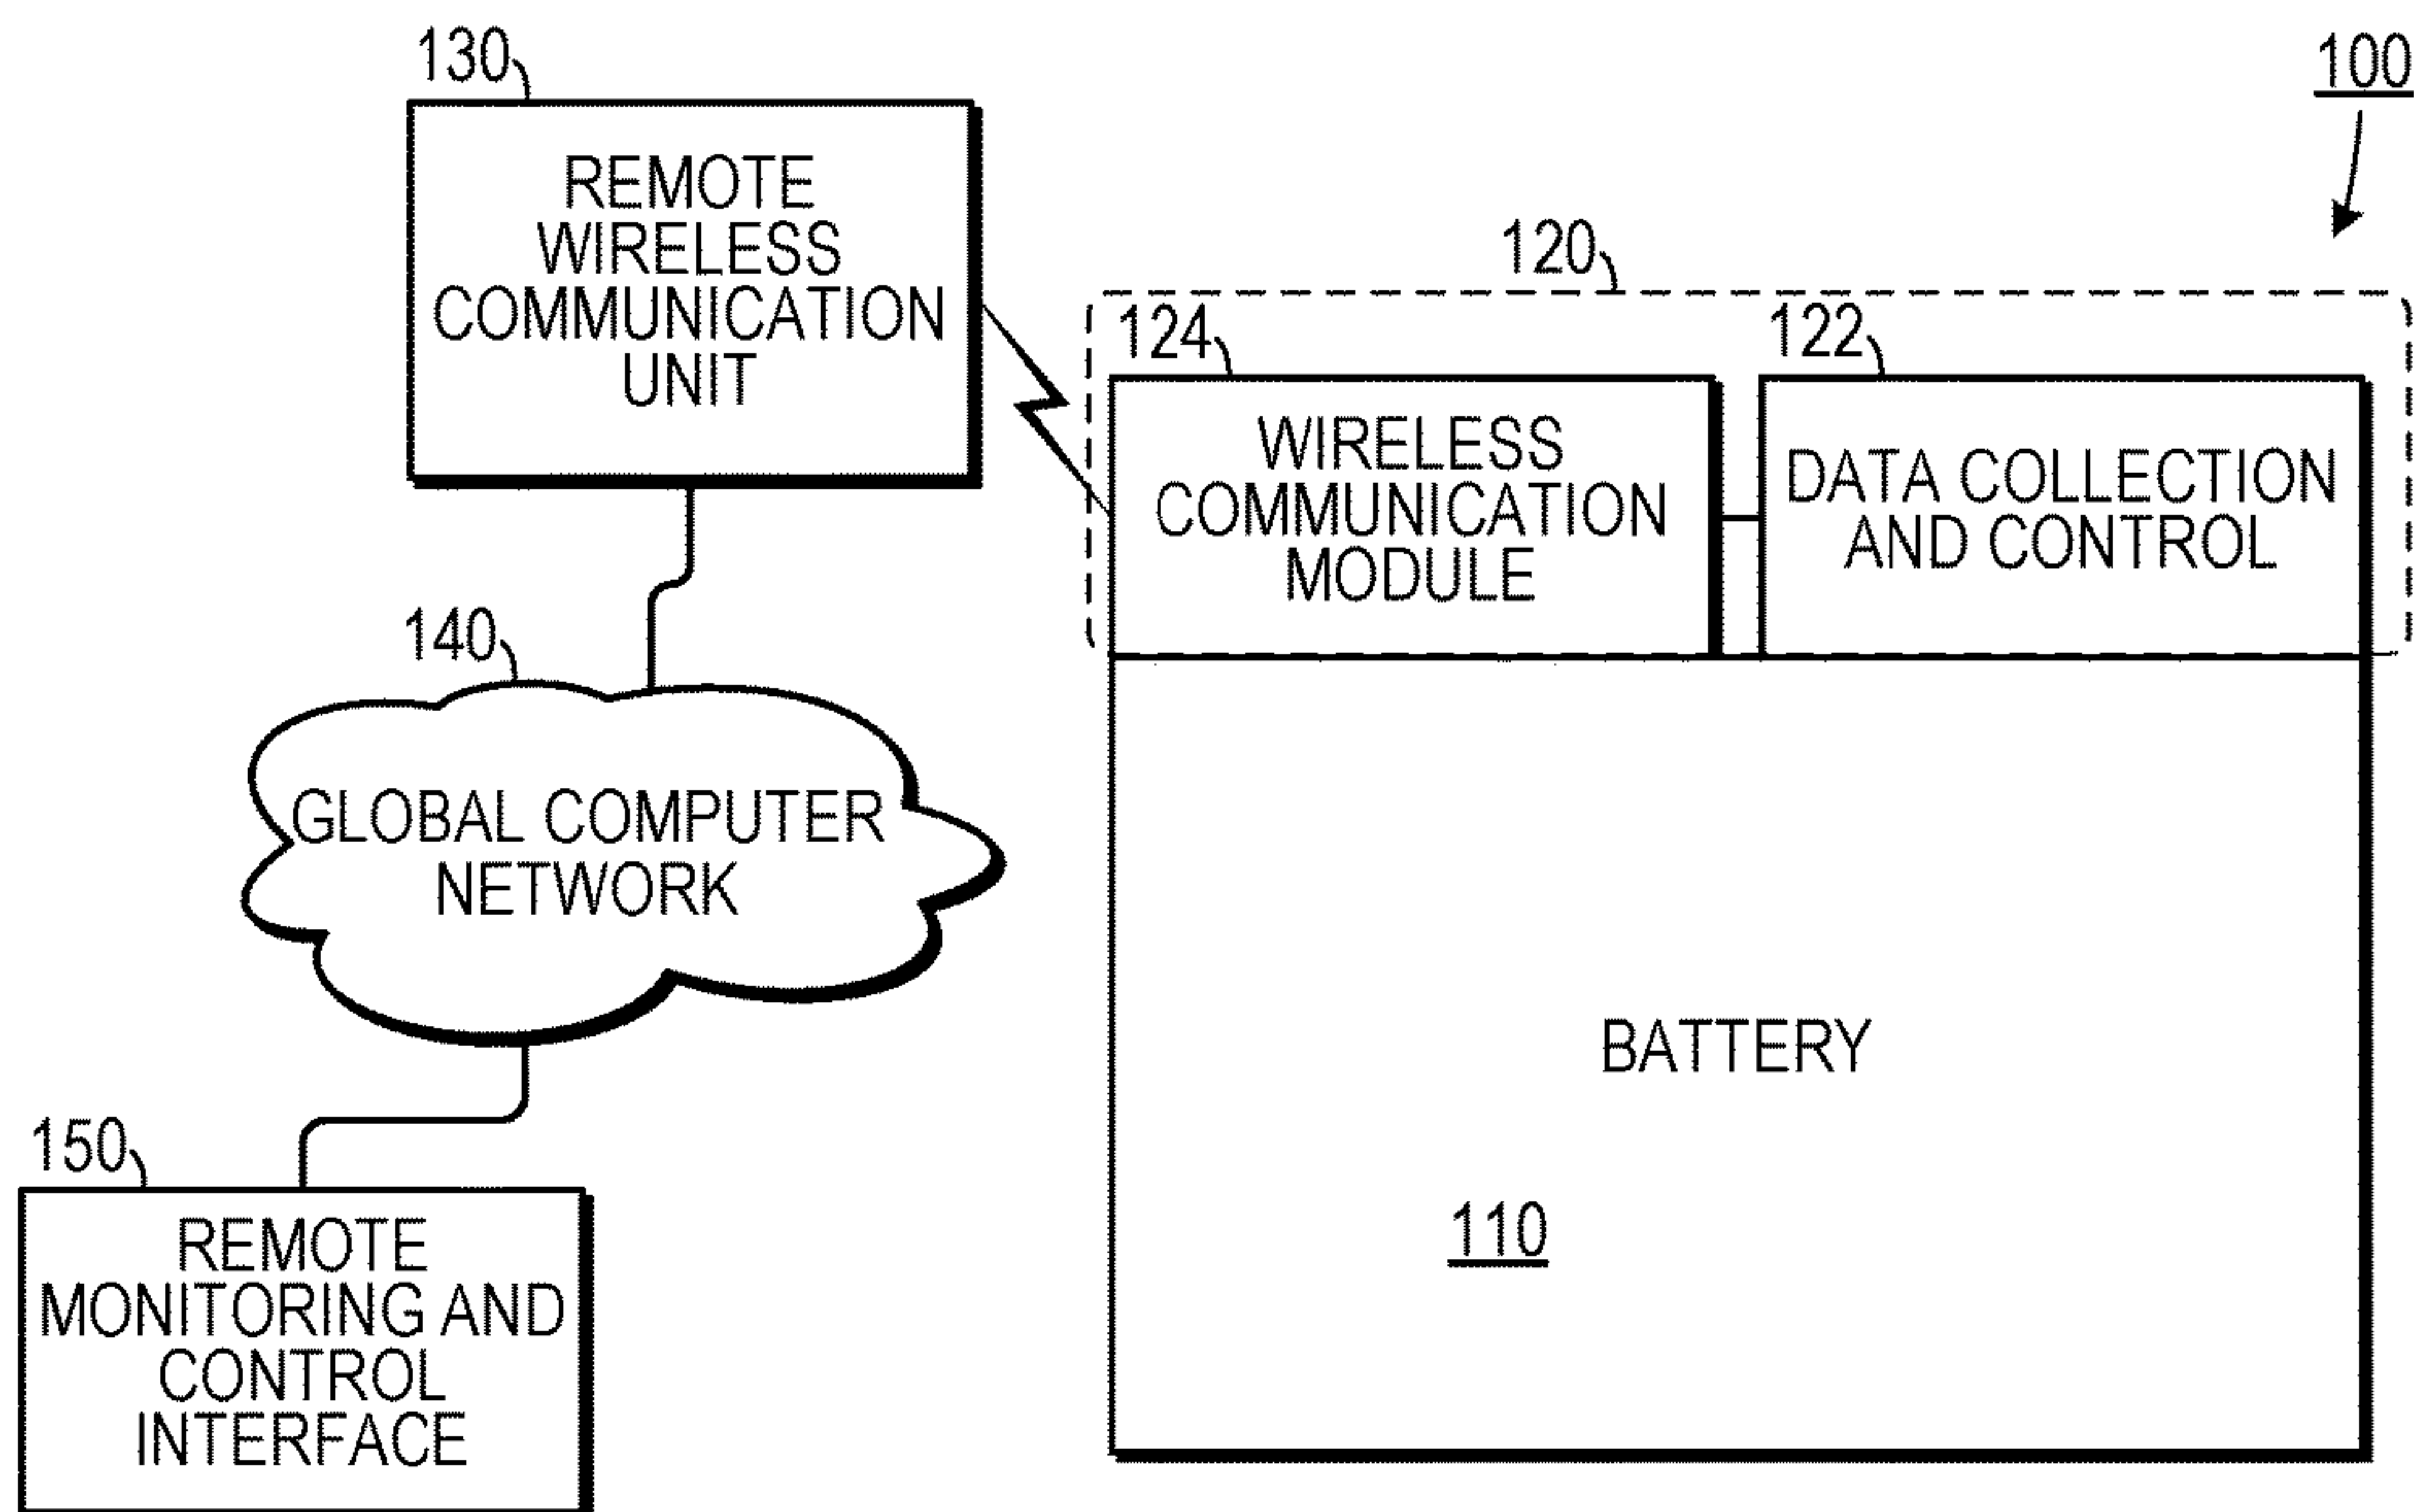 130
100
REMOTE
WIRELESS
COMMUNICATION
UNIT
120
124
122
WIRELESS
COMMUNICATION
MODULE
DATA COLLECTION
AND CONTROL
140
GLOBAL COMPUTER
NETWORK
BATTERY
110
150
REMOTE
MONITORING AND
CONTROL
INTERFACE